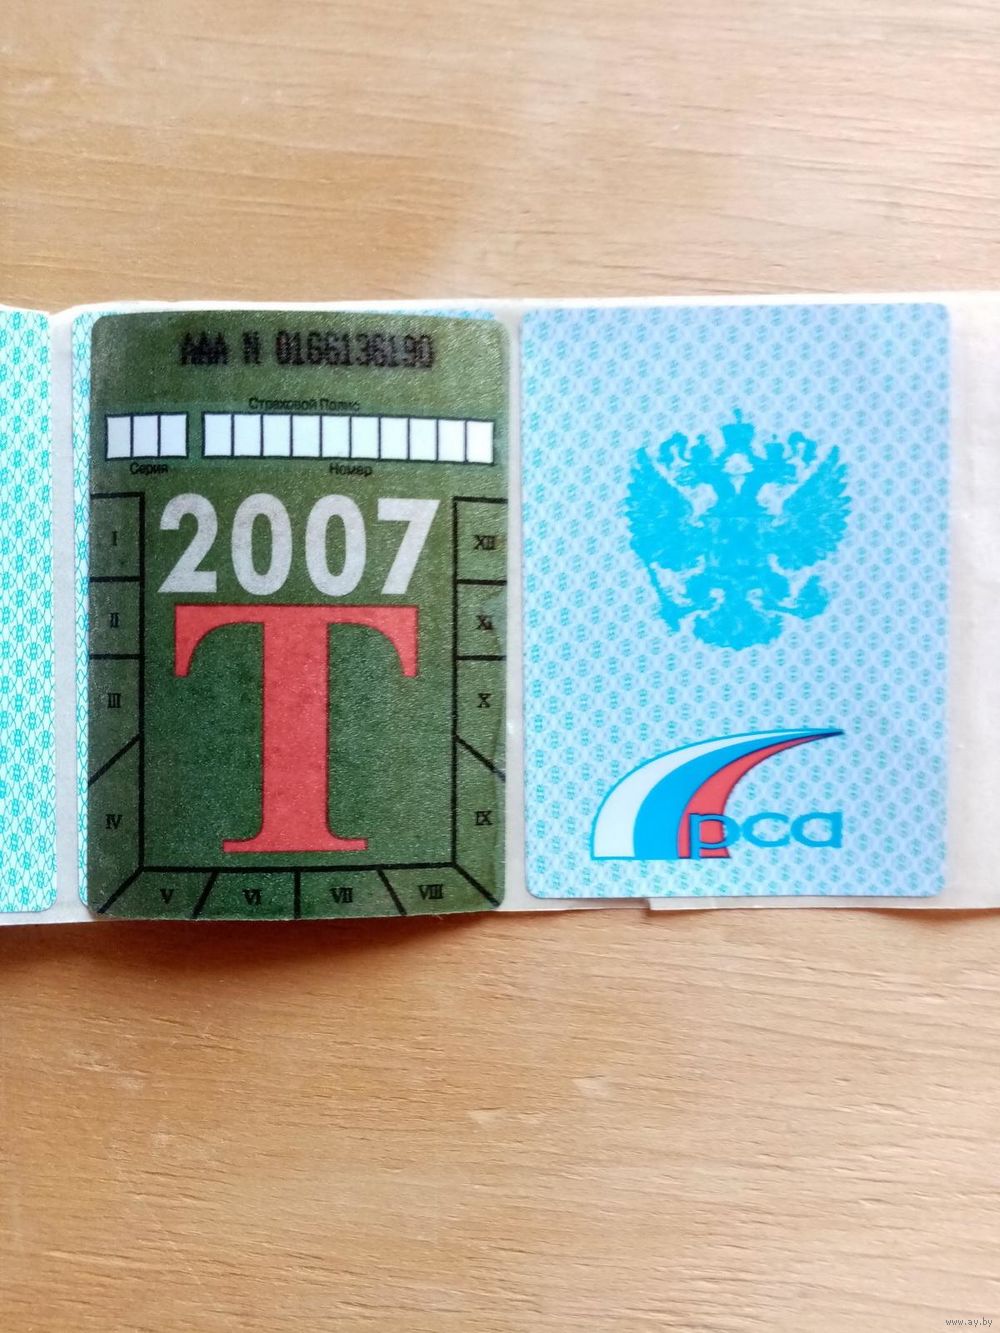 ААА N 0166136190
Страховой Полис
Серия Номер
2007
I XII
II XI
III X
IV IX
V VI VII VIII
Т
рса
www.ay.by